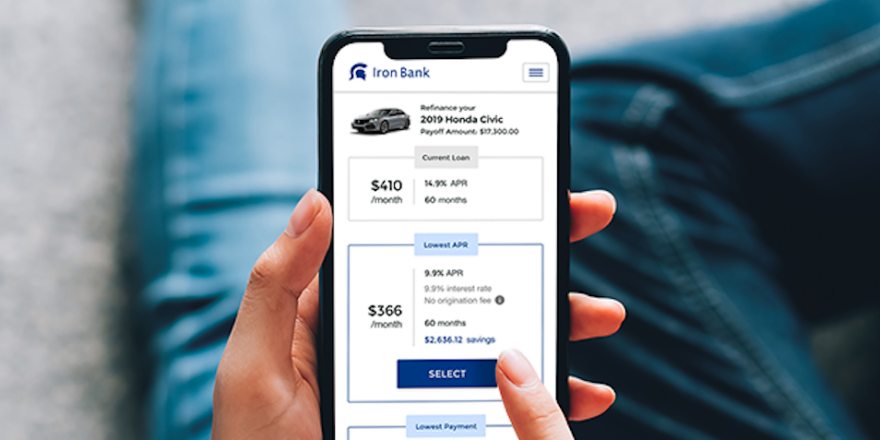 Iron Bank
Refinance your
2019 Honda Civic
Payoff Amount: $17,300.00
Current Loan
$410
/month
14.9% APR
60 months
Lowest APR
$366
/month
9.9% APR
9.9% interest rate
No origination fee
60 months
$2,636.12 savings
SELECT
Lowest Payment